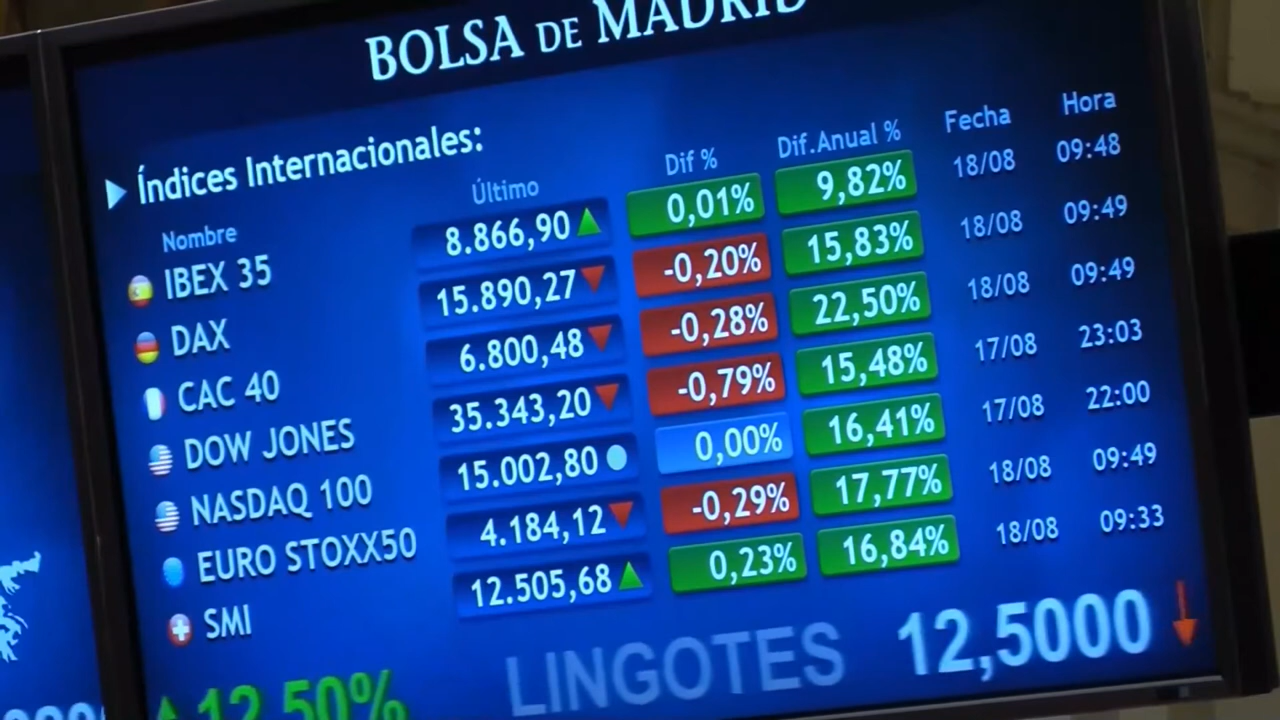 BOLSA DE MADRID
Índices Internacionales:
Nombre Último Dif % Dif.Anual % Fecha Hora
IBEX 35 8.866,90 0,01% 9,82% 18/08 09:48
DAX 15.890,27 -0,20% 15,83% 18/08 09:49
CAC 40 6.800,48 -0,28% 22,50% 18/08 09:49
DOW JONES 35.343,20 -0,79% 15,48% 17/08 23:03
NASDAQ 100 15.002,80 0,00% 16,41% 17/08 22:00
EURO STOXX50 4.184,12 -0,29% 17,77% 18/08 09:49
SMI 12.505,68 0,23% 16,84% 18/08 09:33
12,50% LINGOTES 12,5000